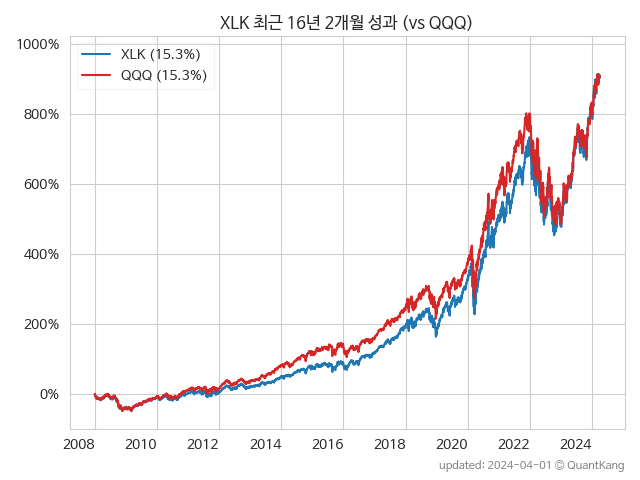 XLK 최근 16년 2개월 성과 (vs QQQ)
1000%
XLK (15.3%)
QQQ (15.3%)
800%
600%
400%
200%
0%
2008 2010 2012 2014 2016 2018 2020 2022 2024
updated: 2024-04-01 © QuantKang